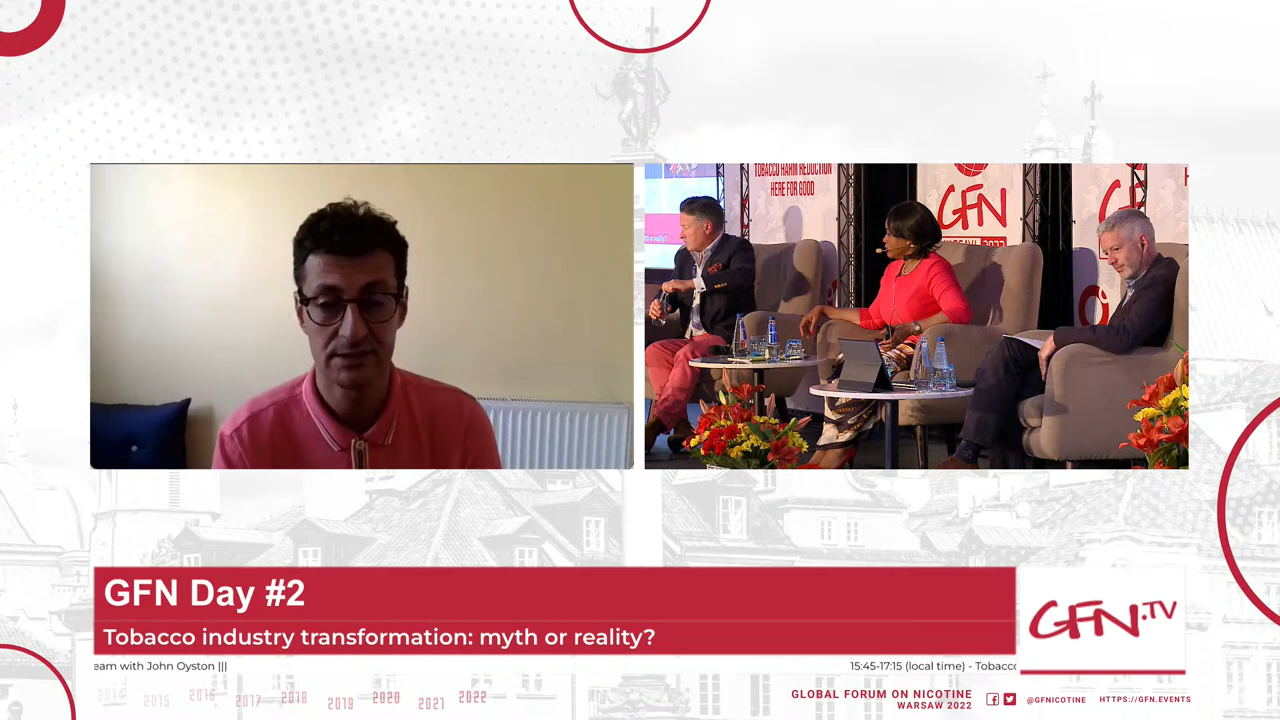 TOBACCO HARM REDUCTION
HERE FOR GOOD
GFN
2022
GFN Day #2
Tobacco industry transformation: myth or reality?
GFN.TV
eam with John Oyston |||
15:45-17:15 (local time) - Tobacco
2014 2015 2016 2017 2018 2019 2020 2021 2022
GLOBAL FORUM ON NICOTINE
WARSAW 2022
@GFNICOTINE
HTTPS://GFN.EVENTS